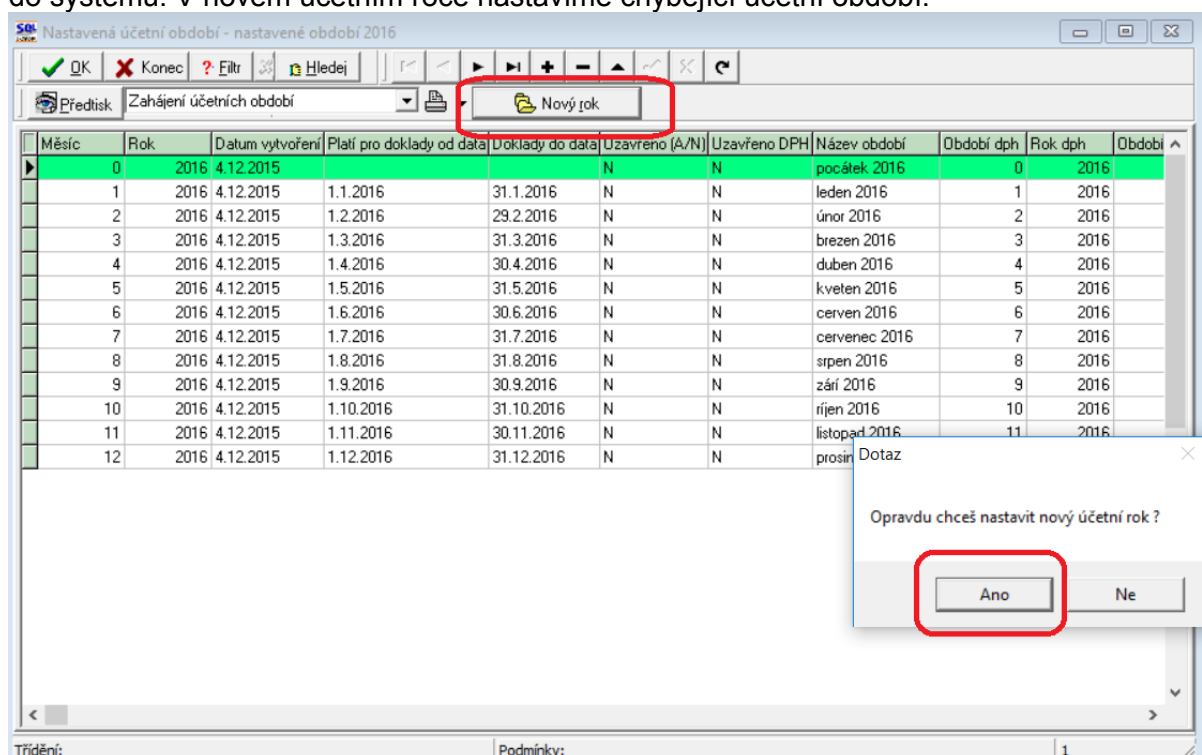 do systému. V novém účetním roce nastavíme chybějící účetní období.
Nastavená účetní období - nastavené období 2016
OK Konec Filtr Hledej
Předtisk Zahájení účetních období Nový rok
Měsíc Rok Datum vytvoření Platí pro doklady od data Doklady do data Uzavřeno (A/N) Uzavřeno DPH Název období Období dph Rok dph Období
0 2016 4.12.2015 N N pocátek 2016 0 2016
1 2016 4.12.2015 1.1.2016 31.1.2016 N N leden 2016 1 2016
2 2016 4.12.2015 1.2.2016 29.2.2016 N N únor 2016 2 2016
3 2016 4.12.2015 1.3.2016 31.3.2016 N N brezen 2016 3 2016
4 2016 4.12.2015 1.4.2016 30.4.2016 N N duben 2016 4 2016
5 2016 4.12.2015 1.5.2016 31.5.2016 N N kveten 2016 5 2016
6 2016 4.12.2015 1.6.2016 30.6.2016 N N cerven 2016 6 2016
7 2016 4.12.2015 1.7.2016 31.7.2016 N N cervenec 2016 7 2016
8 2016 4.12.2015 1.8.2016 31.8.2016 N N srpen 2016 8 2016
9 2016 4.12.2015 1.9.2016 30.9.2016 N N zárí 2016 9 2016
10 2016 4.12.2015 1.10.2016 31.10.2016 N N ríjen 2016 10 2016
11 2016 4.12.2015 1.11.2016 30.11.2016 N N listopad 2016 11 2016
12 2016 4.12.2015 1.12.2016 31.12.2016 N N prosin
Dotaz
Opravdu chceš nastavit nový účetní rok ?
Ano Ne
Třídění: Podmínky: 1